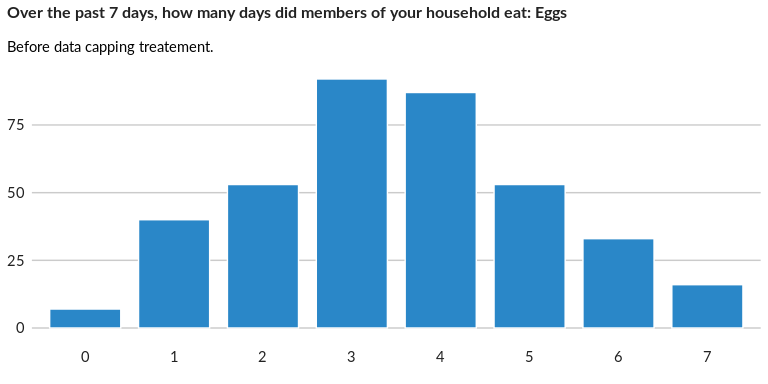 Over the past 7 days, how many days did members of your household eat: Eggs
Before data capping treatement.
75
50
25
0
0 1 2 3 4 5 6 7